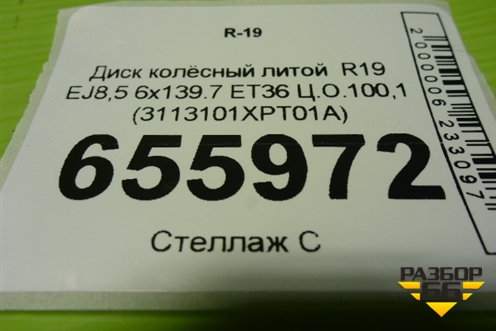 R-19
Диск колёсный литой R19
EJ8,5 6x139.7 ET36 Ц.О.100,1
(3113101XPT01A)
655972
Стеллаж С
2000006233097
РАЗБОР
66